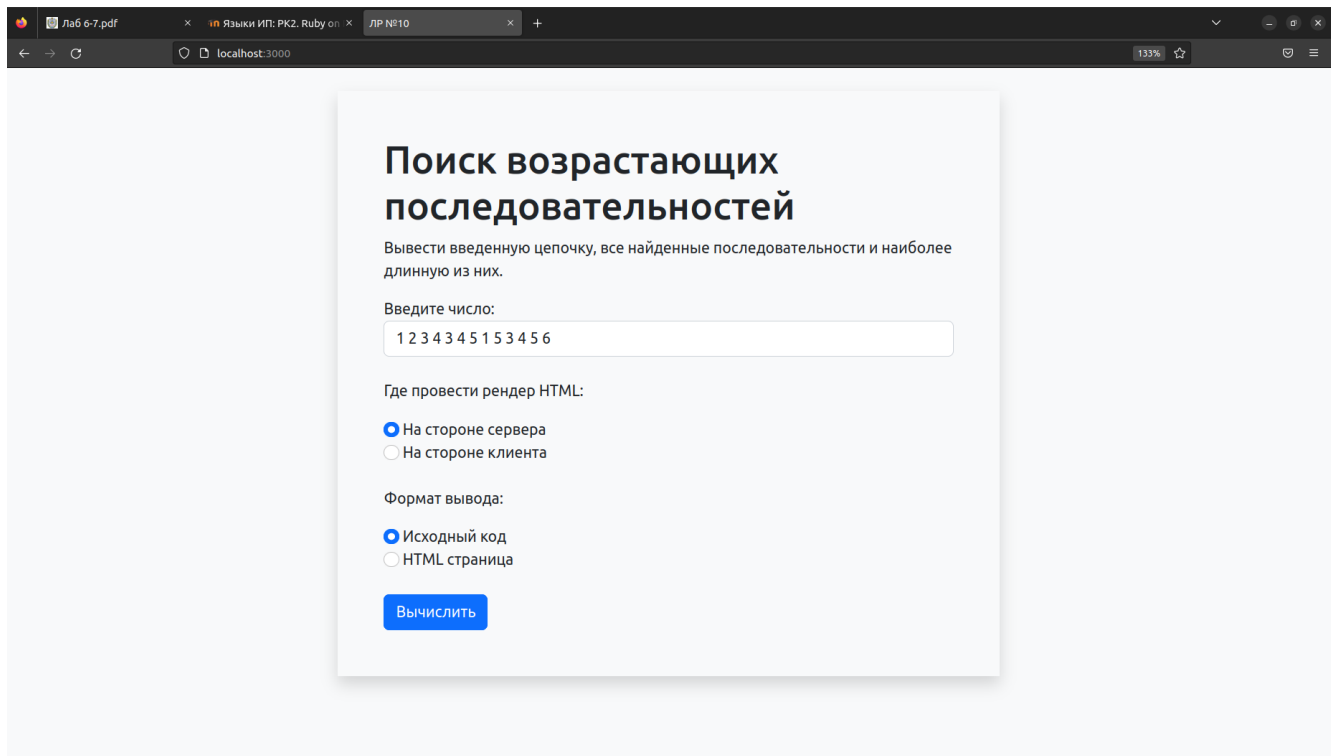 Лаб 6-7.pdf
Языки ИП: РК2. Ruby on
ЛР №10
localhost:3000
133%
Поиск возрастающих
последовательностей
Вывести введенную цепочку, все найденные последовательности и наиболее
длинную из них.
Введите число:
1 2 3 4 3 4 5 1 5 3 4 5 6
Где провести рендер HTML:
На стороне сервера
На стороне клиента
Формат вывода:
Исходный код
HTML страница
Вычислить